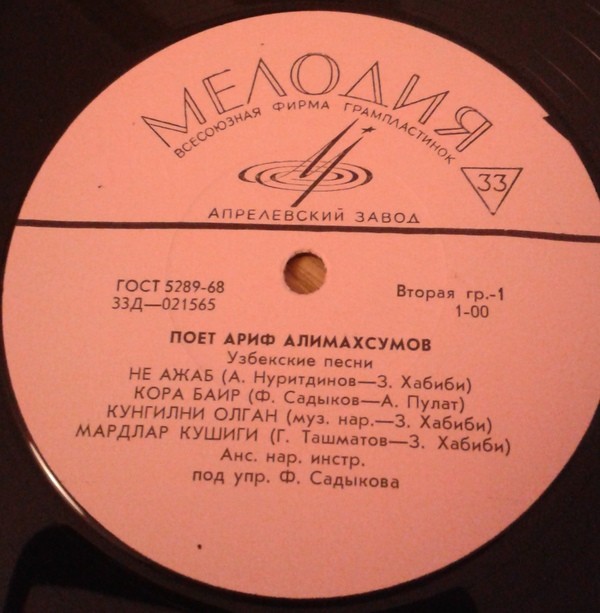 МЕЛОДИЯ
ВСЕСОЮЗНАЯ ФИРМА ГРАМПЛАСТИНОК
33
АПРЕЛЕВСКИЙ ЗАВОД
ГОСТ 5289-68
Вторая гр.-1
33Д—021565
1-00
ПОЕТ АРИФ АЛИМАХСУМОВ
Узбекские песни
НЕ АЖАБ (А. Нуритдинов—З. Хабиби)
КОРА БАИР (Ф. Садыков—А. Пулат)
КУНГИЛНИ ОЛГАН (муз. нар.—З. Хабиби)
МАРДЛАР КУШИГИ (Г. Ташматов—З. Хабиби)
Анс. нар. инстр.
под упр. Ф. Садыкова